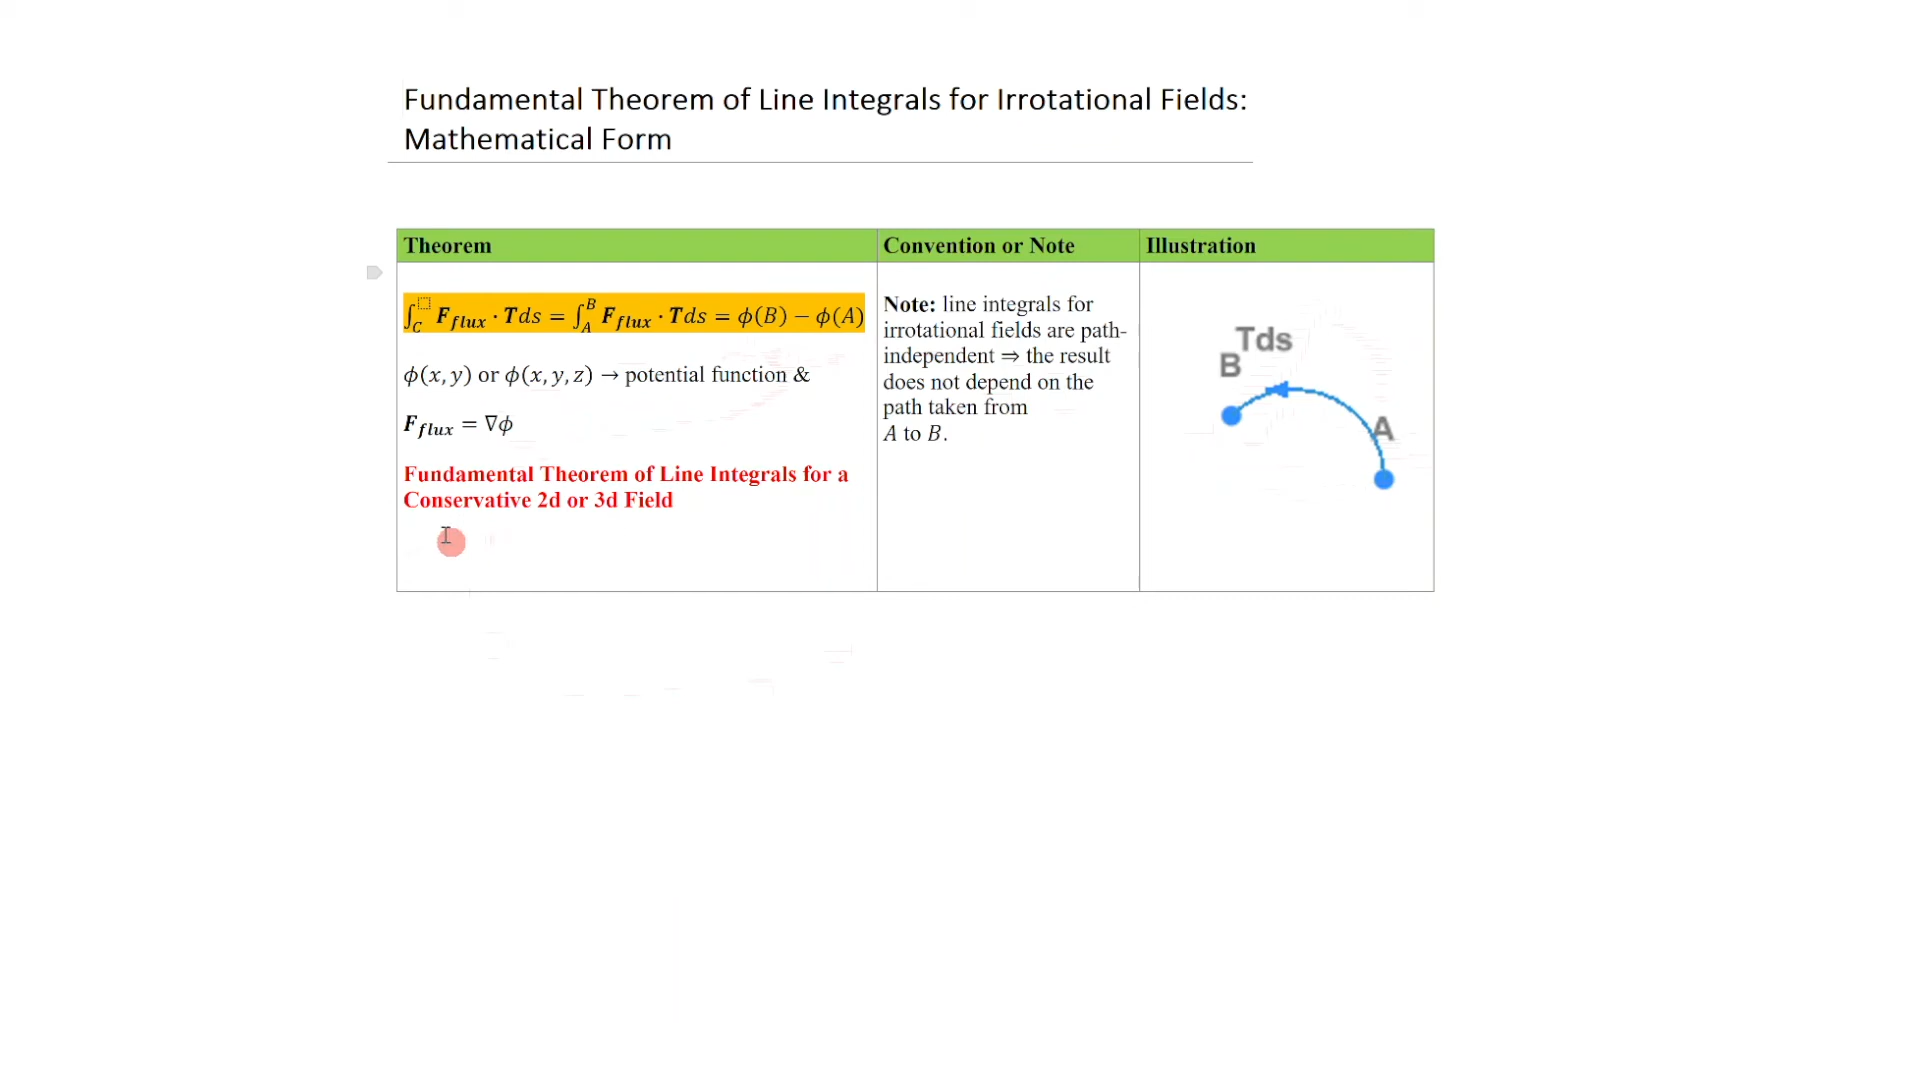 Fundamental Theorem of Line Integrals for Irrotational Fields:
Mathematical Form
Theorem
Convention or Note
Illustration
∫_C 𝑭_𝒇𝒍𝒖𝒙 · 𝑻ds = ∫_A^B 𝑭_𝒇𝒍𝒖𝒙 · 𝑻ds = ϕ(B) − ϕ(A)
ϕ(x, y) or ϕ(x, y, z) → potential function &
𝑭_𝒇𝒍𝒖𝒙 = ∇ϕ
Fundamental Theorem of Line Integrals for a
Conservative 2d or 3d Field
Note: line integrals for
irrotational fields are path-
independent ⇒ the result
does not depend on the
path taken from
A to B.
Tds
B
A